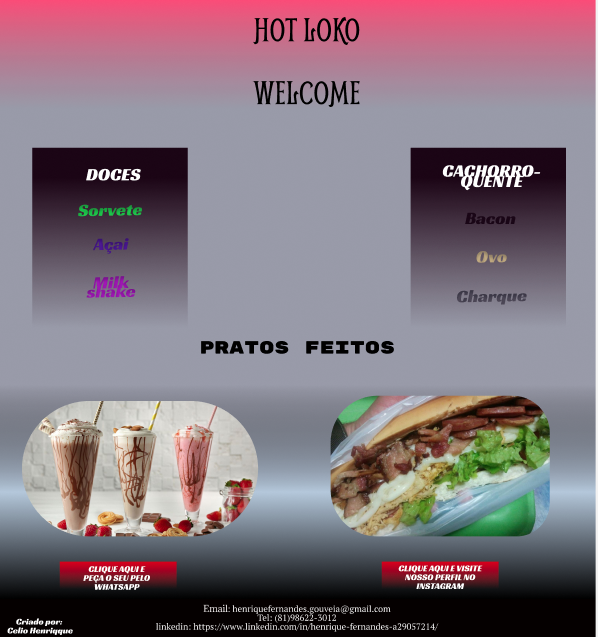 HOT LOKO
WELCOME
DOCES
Sorvete
Açaí
Milk
shake
CACHORRO-
QUENTE
Bacon
Ovo
Charque
PRATOS FEITOS
CLIQUE AQUI E
PEÇA O SEU PELO
WHATSAPP
CLIQUE AQUI E VISITE
NOSSO PERFIL NO
INSTAGRAM
Email: henriquefernandes.gouveia@gmail.com
Tel: (81)98622-3012
linkedin: https://www.linkedin.com/in/henrique-fernandes-a29057214/
Criado por:
Celio Henriqque